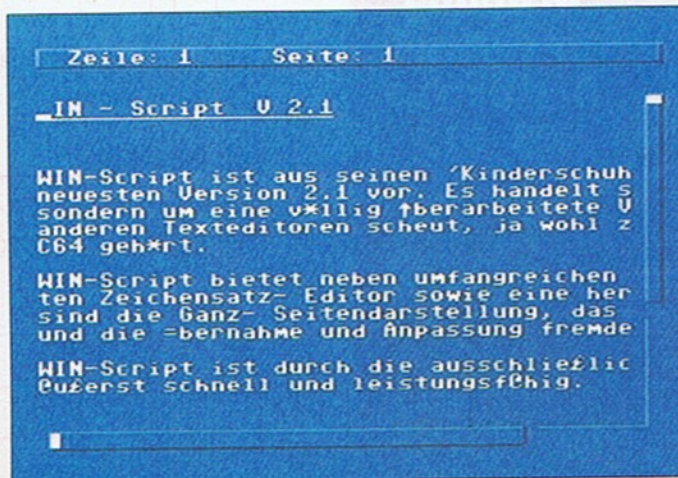 Zeile: 1 Seite: 1
IN - Script V 2.1
WIN-Script ist aus seinen 'Kinderschuh
neuesten Version 2.1 vor. Es handelt s
sondern um eine v*llig ↑berarbeitete V
anderen Texteditoren scheut, ja wohl z
C64 geh*rt.
WIN-Script bietet neben umfangreichen
ten Zeichensatz- Editor sowie eine her
sind die Ganz- Seitendarstellung, das
und die =bernahme und Anpassung fremde
WIN-Script ist durch die ausschlie£lic
@u£erst schnell und leistungsf@hig.